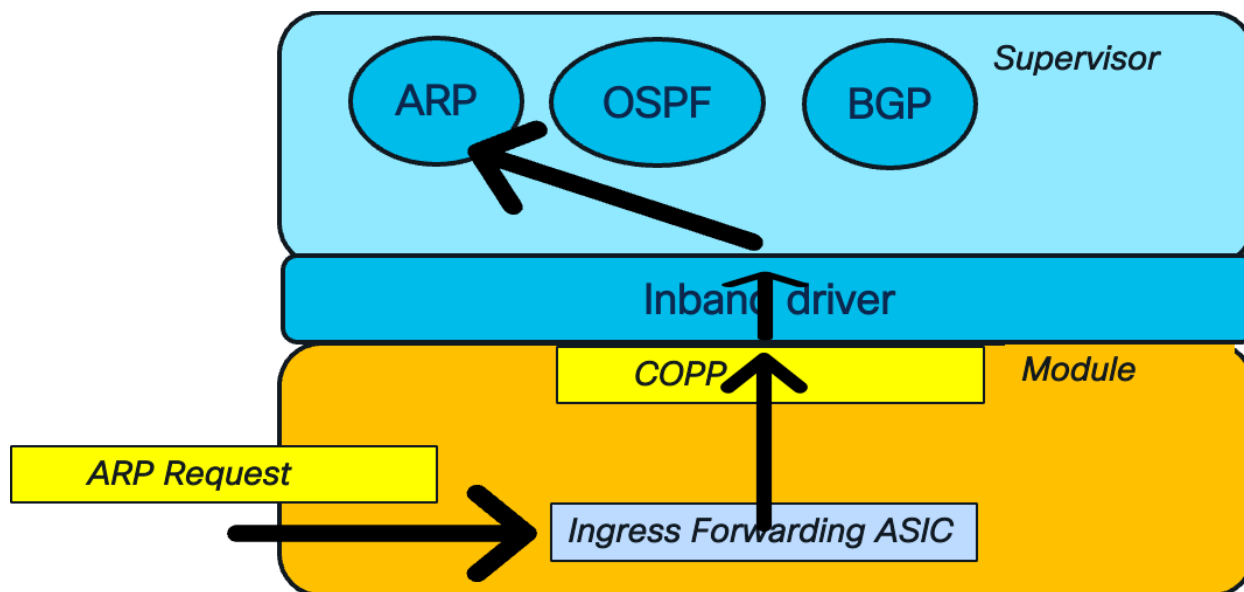 Supervisor
ARP
OSPF
BGP
Inband driver
COPP
Module
ARP Request
Ingress Forwarding ASIC